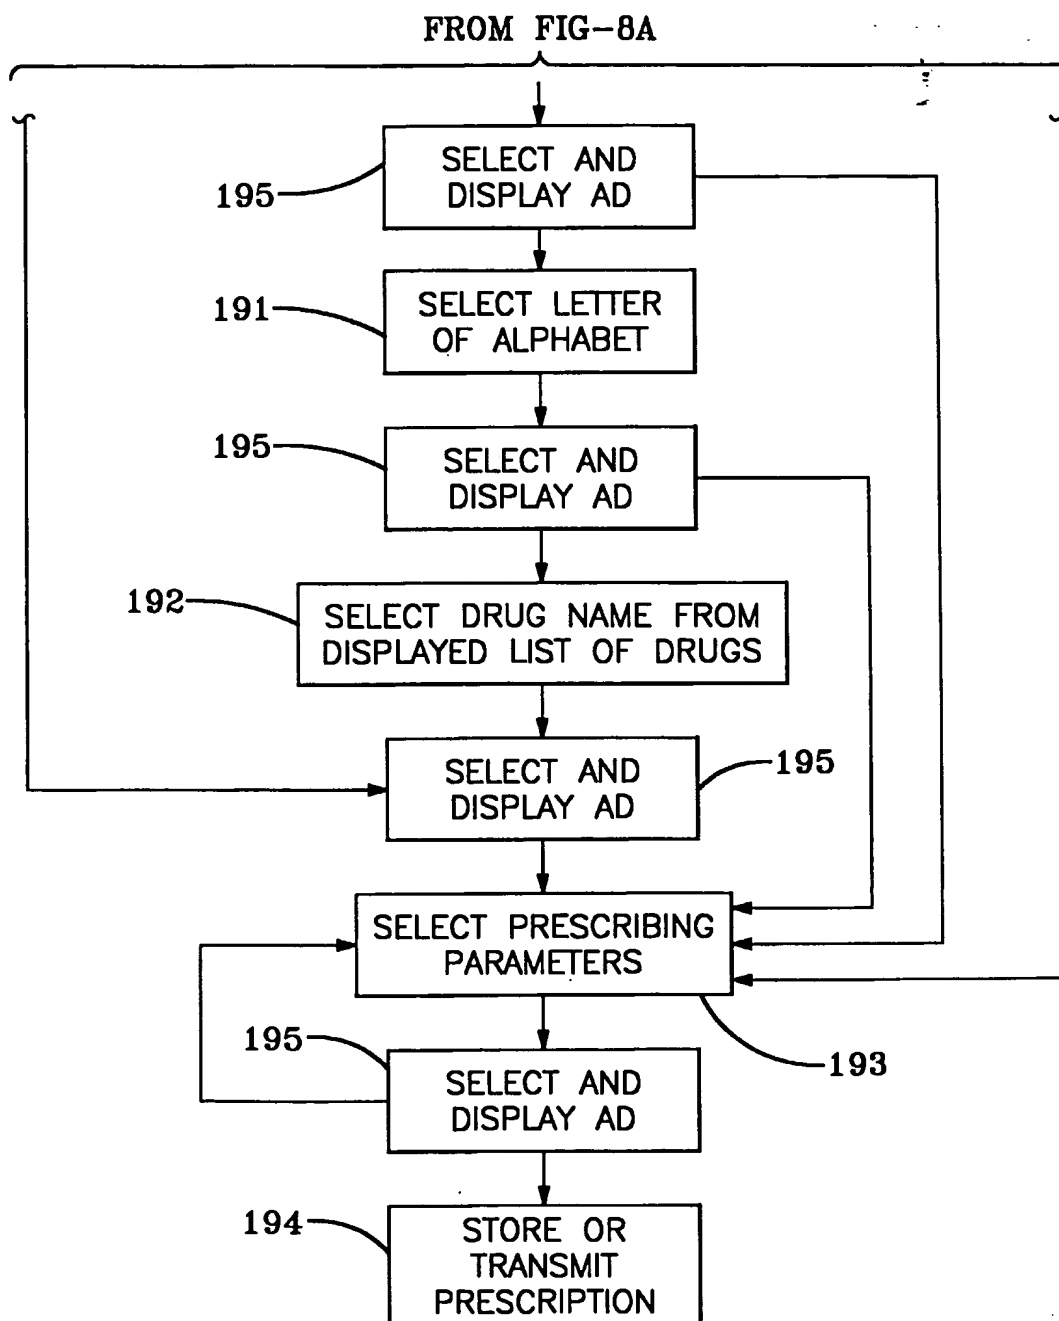 FROM FIG-8A
SELECT AND
DISPLAY AD
195
SELECT LETTER
OF ALPHABET
191
SELECT AND
DISPLAY AD
195
SELECT DRUG NAME FROM
DISPLAYED LIST OF DRUGS
192
SELECT AND
DISPLAY AD
195
SELECT PRESCRIBING
PARAMETERS
193
SELECT AND
DISPLAY AD
195
STORE OR
TRANSMIT
PRESCRIPTION
194